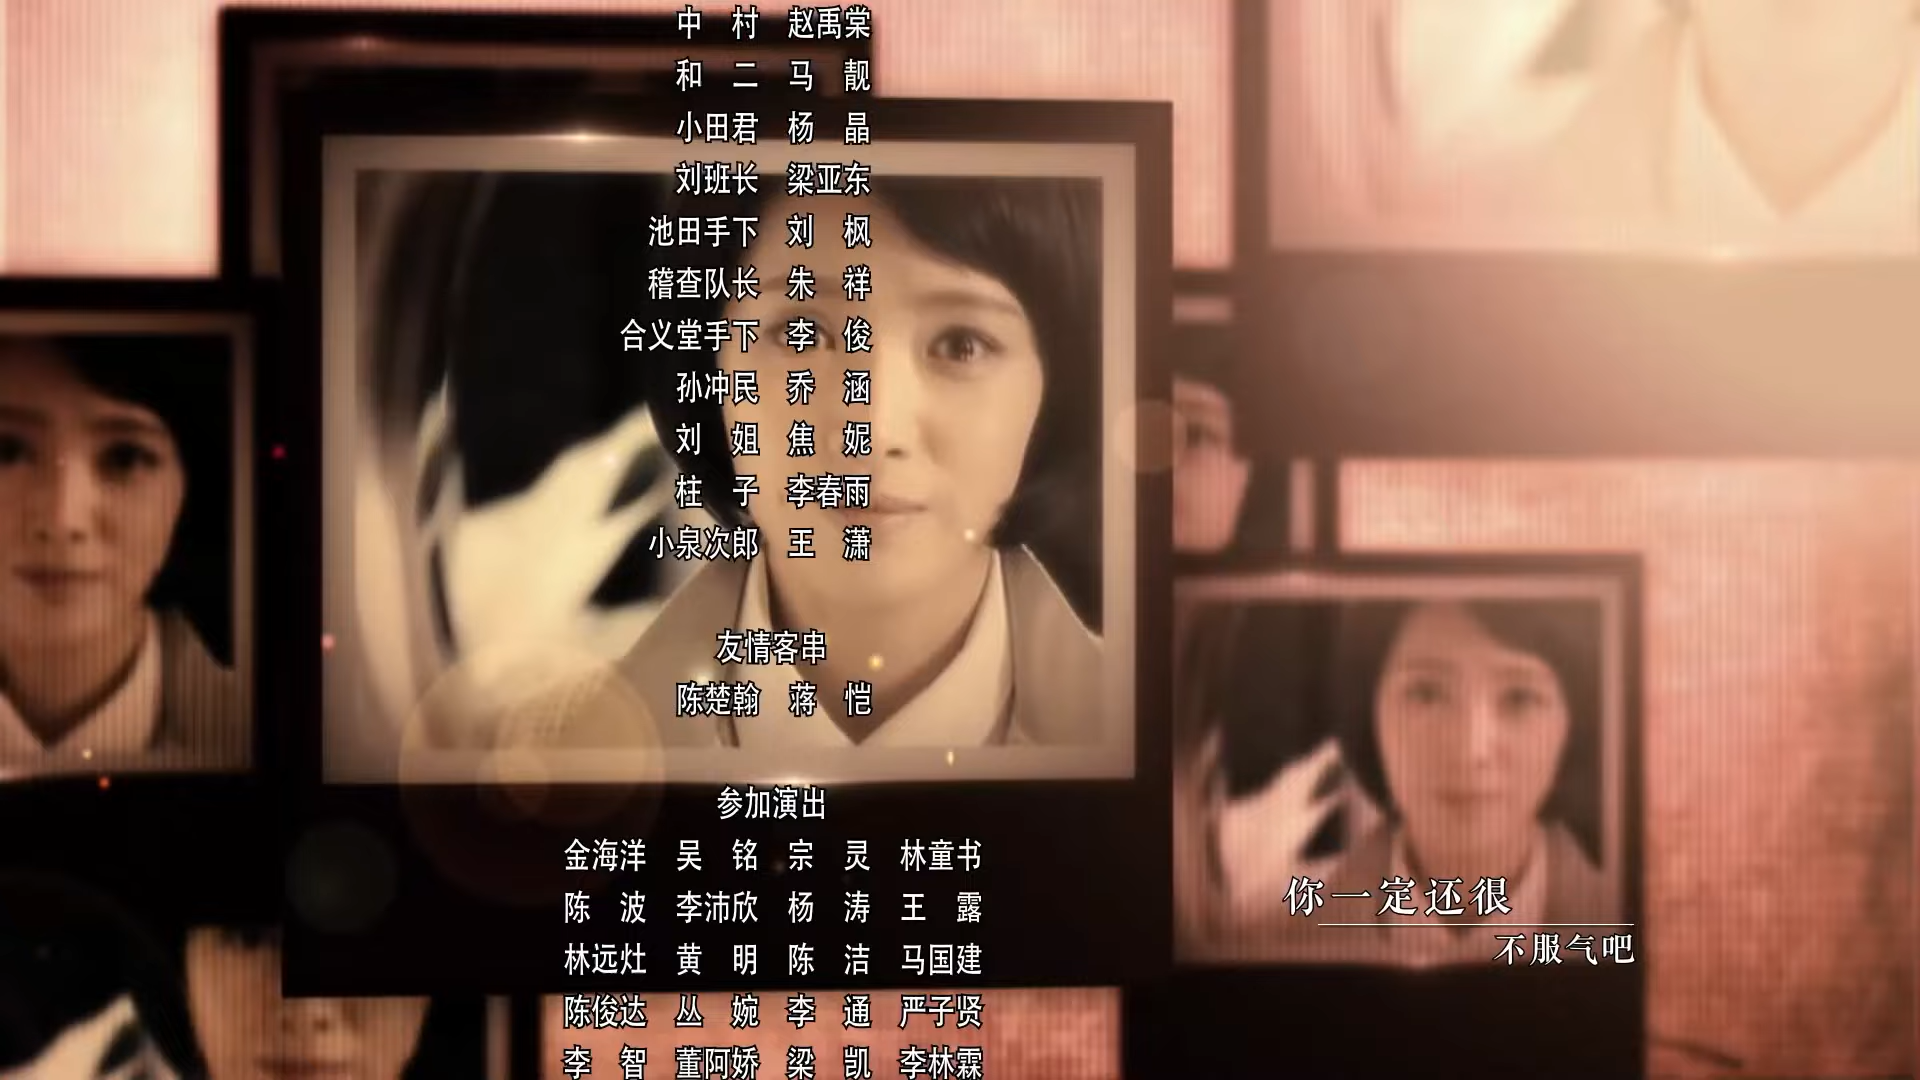 中 村 赵禹棠
和 二 马 靓
小田君 杨 晶
刘班长 梁亚东
池田手下 刘 枫
稽查队长 朱 祥
合义堂手下 李 俊
孙冲民 乔 涵
刘 姐 焦 妮
柱 子 李春雨
小泉次郎 王 潇
友情客串
陈楚翰 蒋 恺
参加演出
金海洋 吴 铭 宗 灵 林童书
陈 波 李沛欣 杨 涛 王 露
林远灶 黄 明 陈 洁 马国建
陈俊达 丛 婉 李 通 严子贤
李 智 董阿娇 梁 凯 李林霖
你一定还很
不服气吧